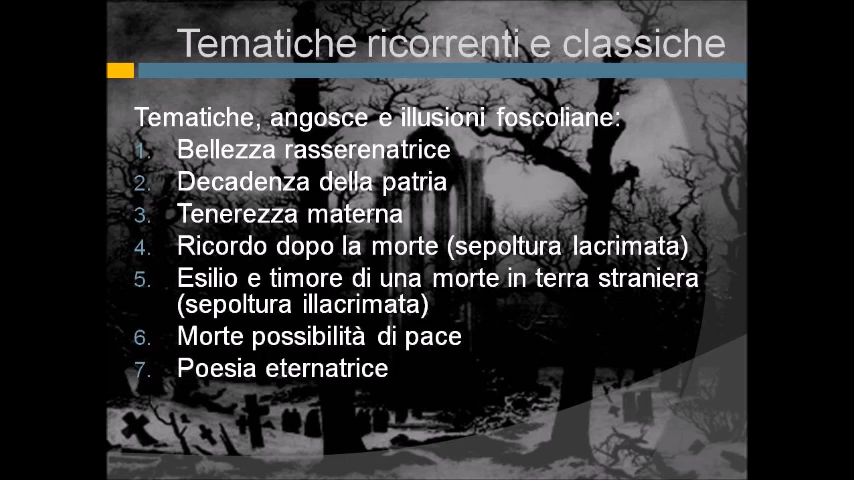 Tematiche ricorrenti e classiche
Tematiche, angosce e illusioni foscoliane:
1. Bellezza rasserenatrice
2. Decadenza della patria
3. Tenerezza materna
4. Ricordo dopo la morte (sepoltura lacrimata)
5. Esilio e timore di una morte in terra straniera
(sepoltura illacrimata)
6. Morte possibilità di pace
7. Poesia eternatrice